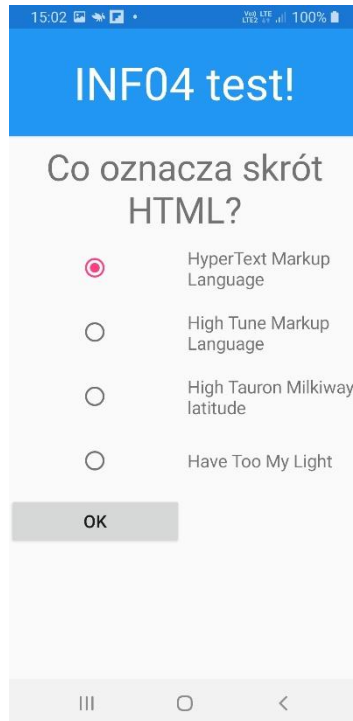 15:02 100%
INF04 test!
Co oznacza skrót
HTML?
HyperText Markup
Language
High Tune Markup
Language
High Tauron Milkiway
latitude
Have Too My Light
OK